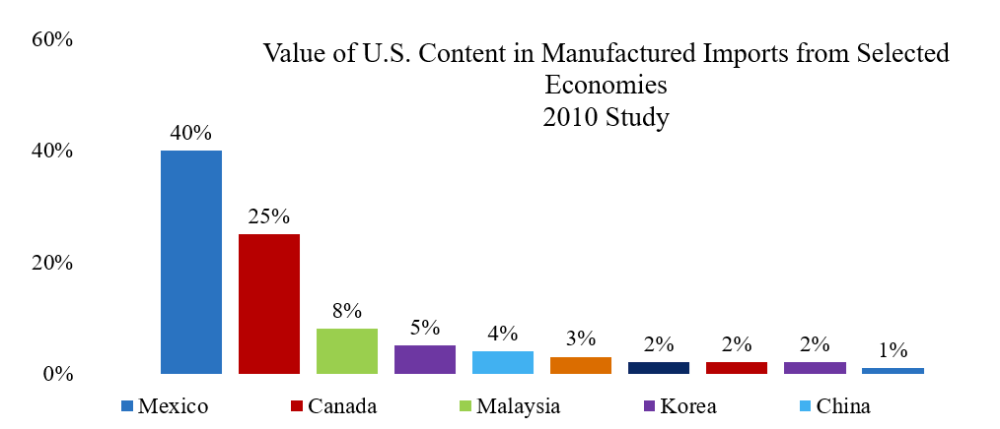 60%
Value of U.S. Content in Manufactured Imports from Selected
Economies
2010 Study
40%
40%
25%
20%
8%
5%
4%
3%
2%
2%
2%
1%
0%
Mexico
Canada
Malaysia
Korea
China